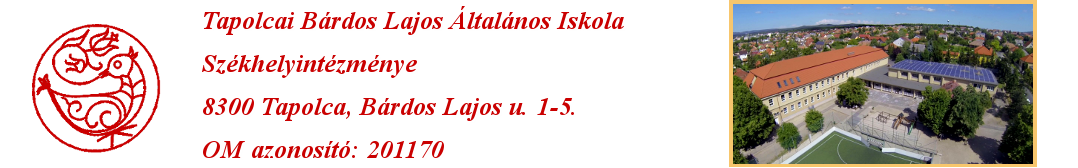 Tapolcai Bárdos Lajos Általános Iskola
Székhelyintézménye
8300 Tapolca, Bárdos Lajos u. 1-5.
OM azonosító: 201170